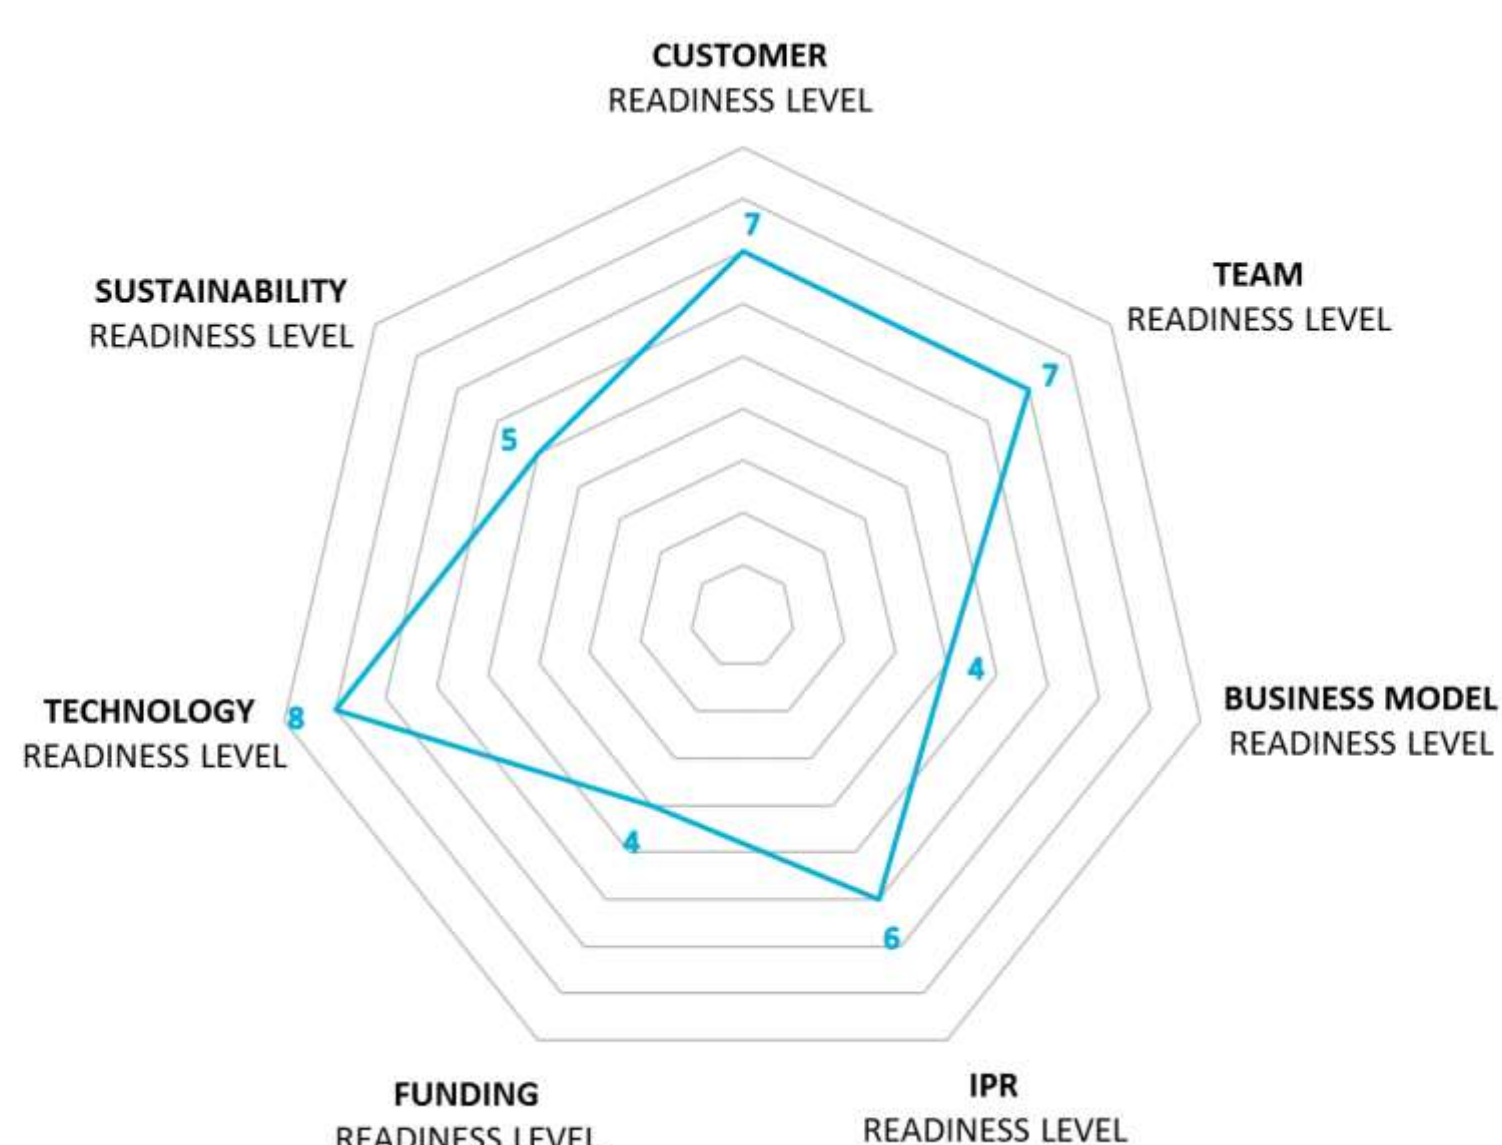 CUSTOMER
READINESS LEVEL
7
TEAM
READINESS LEVEL
7
SUSTAINABILITY
READINESS LEVEL
5
4
BUSINESS MODEL
READINESS LEVEL
TECHNOLOGY
READINESS LEVEL
8
4
6
FUNDING
READINESS LEVEL
IPR
READINESS LEVEL